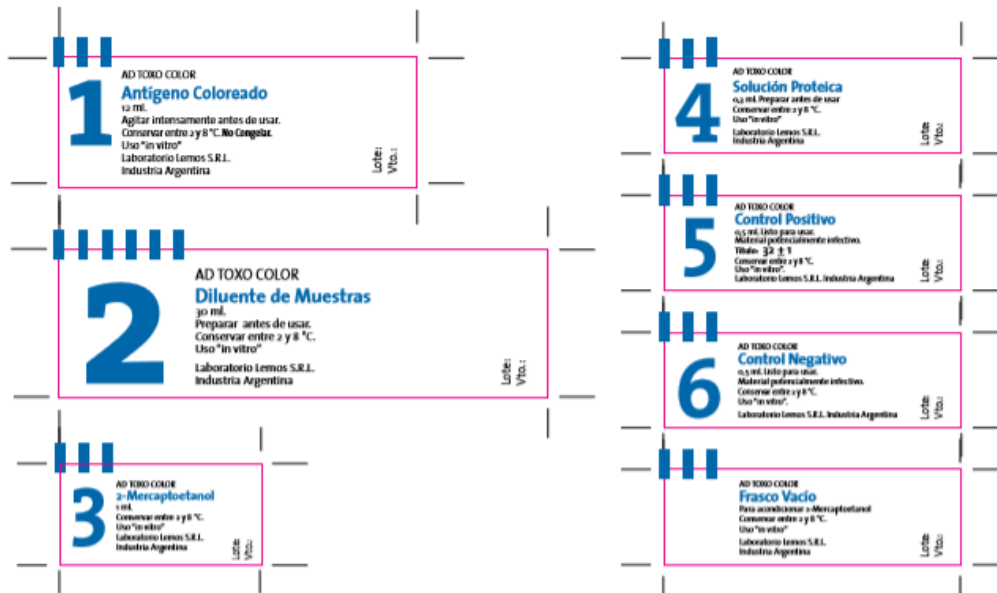 1
AD TOXO COLOR
Antígeno Coloreado
12 ml.
Agitar intensamente antes de usar.
Conservar entre 2 y 8 °C. No Congelar.
Uso "in vitro"
Laboratorio Lemos S.R.L.
Industria Argentina
Lote:
Vto.:
2
AD TOXO COLOR
Diluente de Muestras
30 ml.
Preparar antes de usar.
Conservar entre 2 y 8 °C.
Uso "in vitro"
Laboratorio Lemos S.R.L.
Industria Argentina
Lote:
Vto.:
3
AD TOXO COLOR
2-Mercaptoetanol
1 ml.
Conservar entre 2 y 8 °C.
Uso "in vitro"
Laboratorio Lemos S.R.L.
Industria Argentina
Lote:
Vto.:
4
AD TOXO COLOR
Solución Proteica
0,2 ml. Preparar antes de usar
Conservar entre 2 y 8 °C.
Uso "in vitro"
Laboratorio Lemos S.R.L.
Industria Argentina
Lote:
Vto.:
5
AD TOXO COLOR
Control Positivo
0,5 ml. Listo para usar.
Material potencialmente infectivo.
Título: 32 ± 1
Conservar entre 2 y 8 °C.
Uso "in vitro".
Laboratorio Lemos S.R.L. Industria Argentina
Lote:
Vto.:
6
AD TOXO COLOR
Control Negativo
0,5 ml. Listo para usar.
Material potencialmente infectivo.
Conservar entre 2 y 8 °C.
Uso "in vitro".
Laboratorio Lemos S.R.L. Industria Argentina
Lote:
Vto.:
AD TOXO COLOR
Frasco Vacío
Para acondicionar 2-Mercaptoetanol
Conservar entre 2 y 8 °C.
Uso "in vitro"
Laboratorio Lemos S.R.L.
Industria Argentina
Lote:
Vto.: